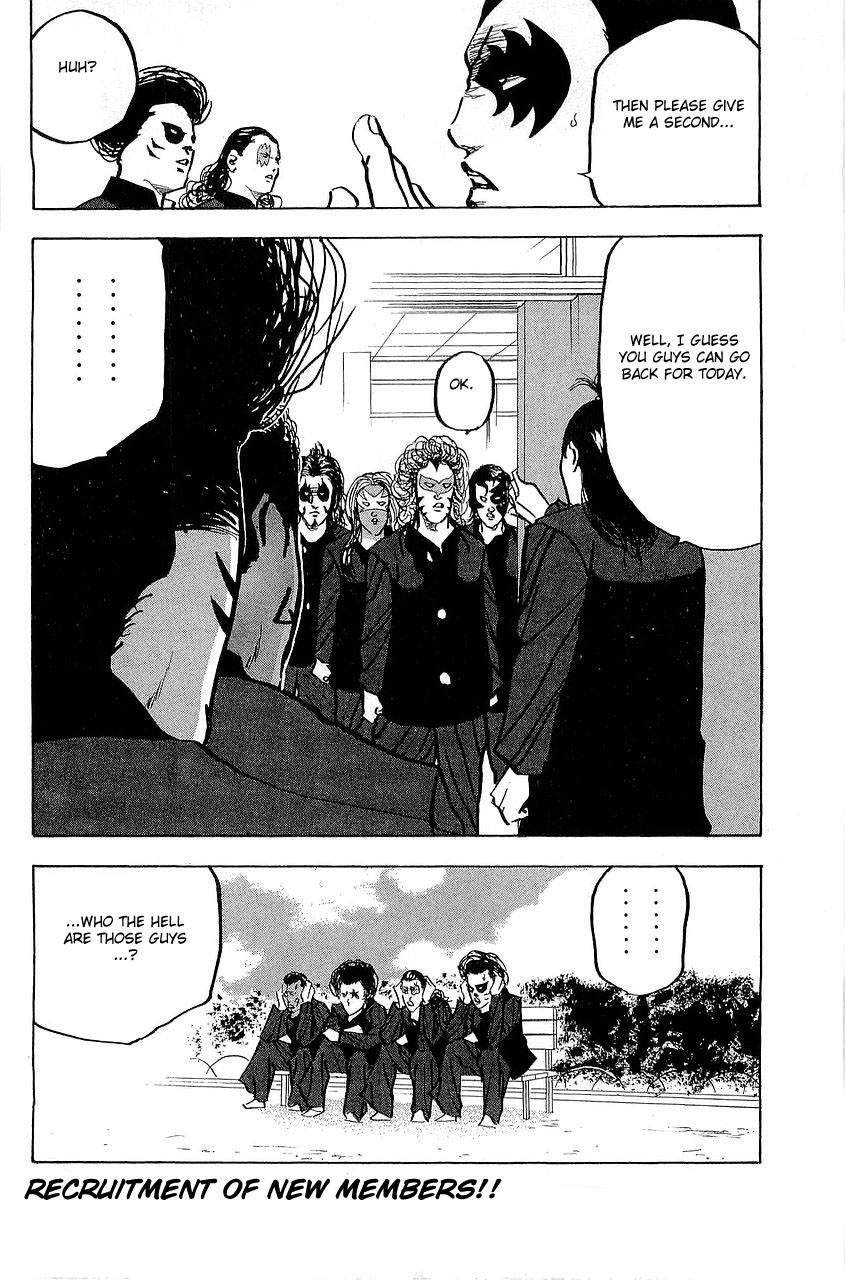 THEN PLEASE GIVE
ME A SECOND...
HUH?
WELL, I GUESS
YOU GUYS CAN GO
BACK FOR TODAY.
OK.
. . . . . . . .
. . . . . . . .
. . . . . .
. . . . . .
...WHO THE HELL
ARE THOSE GUYS
...?
RECRUITMENT OF NEW MEMBERS!!